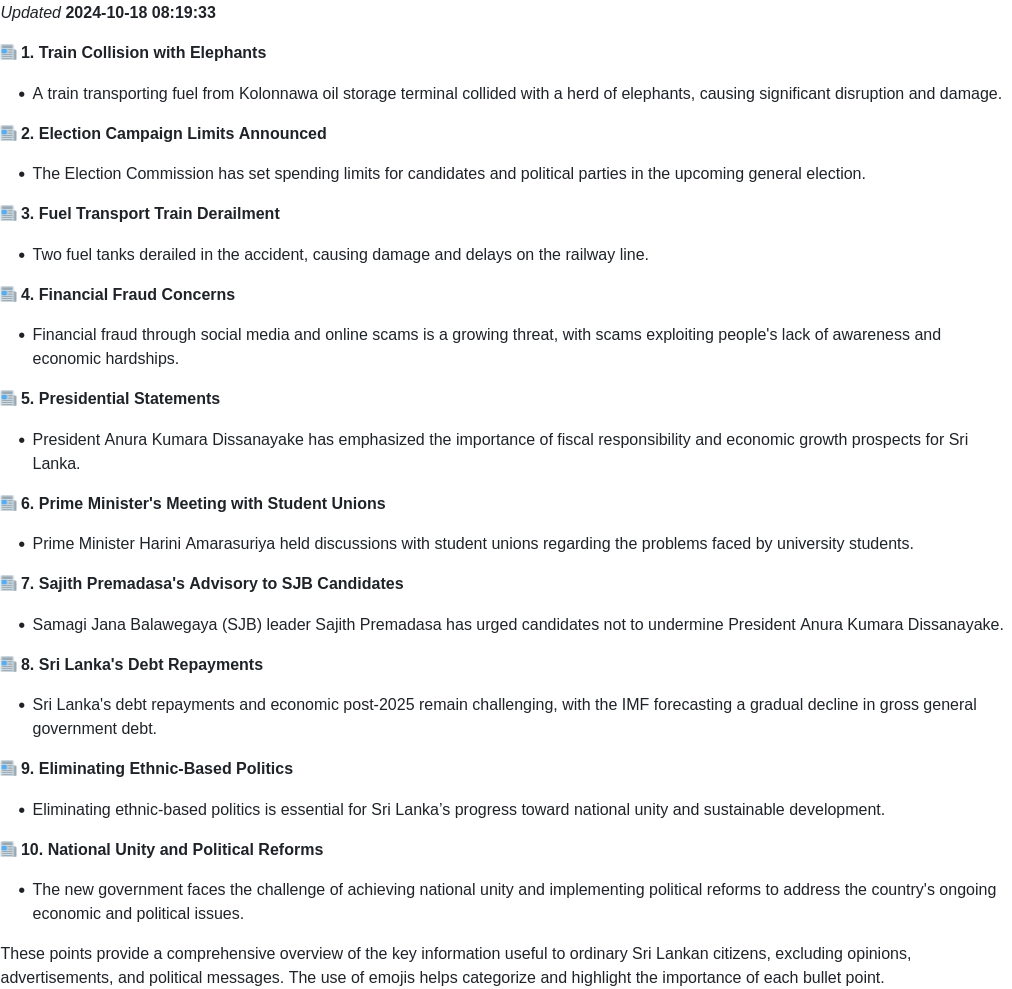 Updated 2024-10-18 08:19:33
📰 1. Train Collision with Elephants
• A train transporting fuel from Kolonnawa oil storage terminal collided with a herd of elephants, causing significant disruption and damage.
📰 2. Election Campaign Limits Announced
• The Election Commission has set spending limits for candidates and political parties in the upcoming general election.
📰 3. Fuel Transport Train Derailment
• Two fuel tanks derailed in the accident, causing damage and delays on the railway line.
📰 4. Financial Fraud Concerns
• Financial fraud through social media and online scams is a growing threat, with scams exploiting people's lack of awareness and
economic hardships.
📰 5. Presidential Statements
• President Anura Kumara Dissanayake has emphasized the importance of fiscal responsibility and economic growth prospects for Sri
Lanka.
📰 6. Prime Minister's Meeting with Student Unions
• Prime Minister Harini Amarasuriya held discussions with student unions regarding the problems faced by university students.
📰 7. Sajith Premadasa's Advisory to SJB Candidates
• Samagi Jana Balawegaya (SJB) leader Sajith Premadasa has urged candidates not to undermine President Anura Kumara Dissanayake.
📰 8. Sri Lanka's Debt Repayments
• Sri Lanka's debt repayments and economic post-2025 remain challenging, with the IMF forecasting a gradual decline in gross general
government debt.
📰 9. Eliminating Ethnic-Based Politics
• Eliminating ethnic-based politics is essential for Sri Lanka’s progress toward national unity and sustainable development.
📰 10. National Unity and Political Reforms
• The new government faces the challenge of achieving national unity and implementing political reforms to address the country's ongoing
economic and political issues.
These points provide a comprehensive overview of the key information useful to ordinary Sri Lankan citizens, excluding opinions,
advertisements, and political messages. The use of emojis helps categorize and highlight the importance of each bullet point.